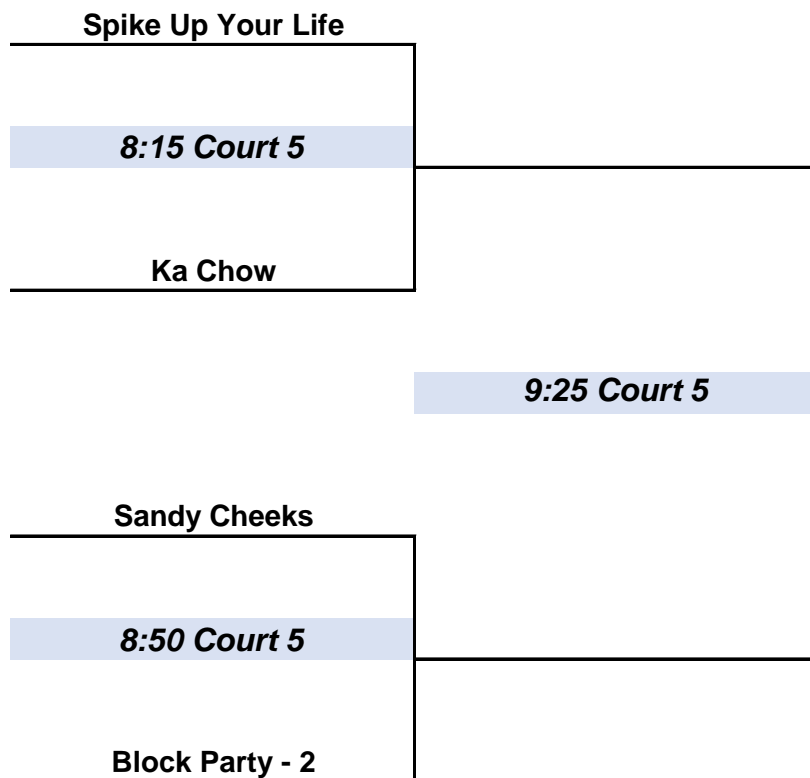 Spike Up Your Life
8:15 Court 5
Ka Chow
9:25 Court 5
Sandy Cheeks
8:50 Court 5
Block Party - 2